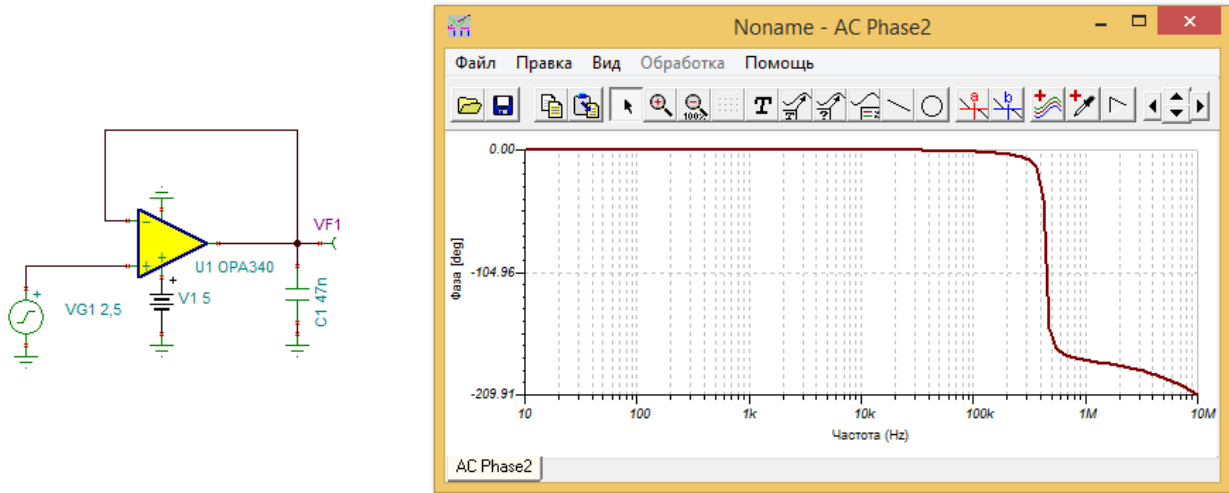 VF1
U1 OPA340
V1 5
VG1 2,5
C1 47n
Noname - AC Phase2
Файл Правка Вид Обработка Помощь
0.00
-104.96
-209.91
Фаза [deg]
10 100 1k 10k 100k 1M 10M
Частота (Hz)
AC Phase2